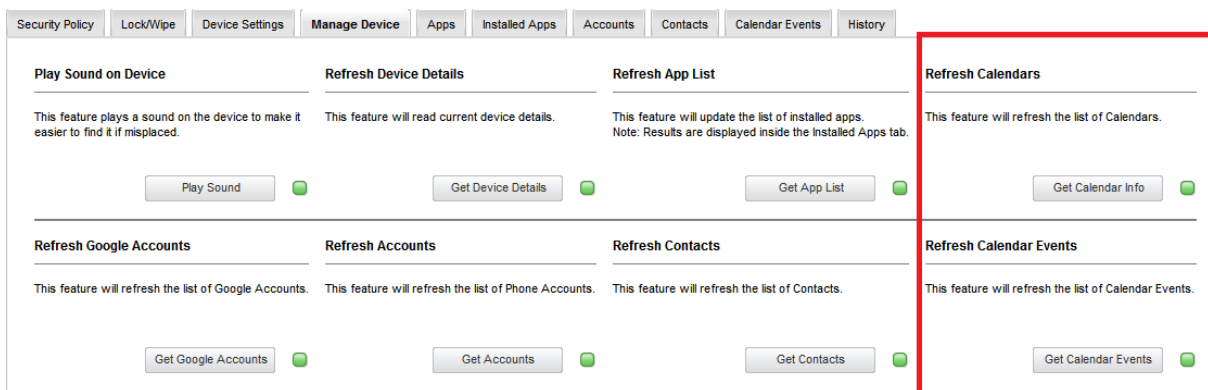 Security Policy Lock/Wipe Device Settings Manage Device Apps Installed Apps Accounts Contacts Calendar Events History
Play Sound on Device
This feature plays a sound on the device to make it
easier to find it if misplaced.
Play Sound
Refresh Device Details
This feature will read current device details.
Get Device Details
Refresh App List
This feature will update the list of installed apps.
Note: Results are displayed inside the Installed Apps tab.
Get App List
Refresh Calendars
This feature will refresh the list of Calendars.
Get Calendar Info
Refresh Google Accounts
This feature will refresh the list of Google Accounts.
Get Google Accounts
Refresh Accounts
This feature will refresh the list of Phone Accounts.
Get Accounts
Refresh Contacts
This feature will refresh the list of Contacts.
Get Contacts
Refresh Calendar Events
This feature will refresh the list of Calendar Events.
Get Calendar Events